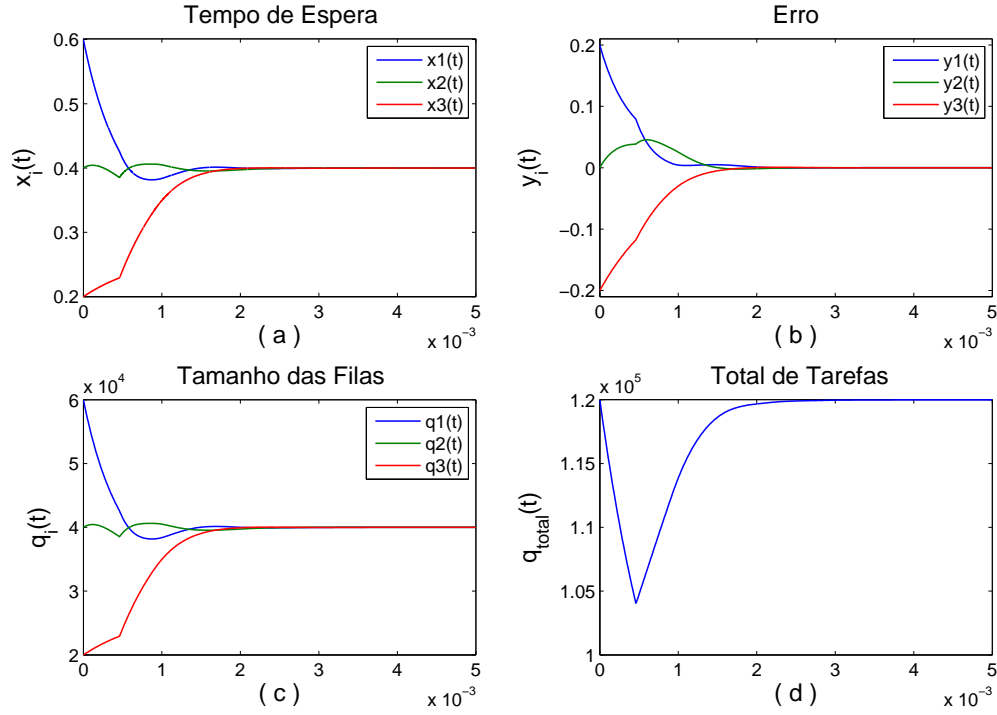 Tempo de Espera
0.6
0.5
0.4
0.3
0.2
x_i(t)
x1(t)
x2(t)
x3(t)
0 1 2 3 4 5
x 10^−3
( a )
Erro
0.2
0.1
0
−0.1
−0.2
y_i(t)
y1(t)
y2(t)
y3(t)
0 1 2 3 4 5
x 10^−3
( b )
Tamanho das Filas
x 10^4
6
5
4
3
2
q_i(t)
q1(t)
q2(t)
q3(t)
0 1 2 3 4 5
x 10^−3
( c )
Total de Tarefas
x 10^5
1.2
1.15
1.1
1.05
1
q_total(t)
0 1 2 3 4 5
x 10^−3
( d )